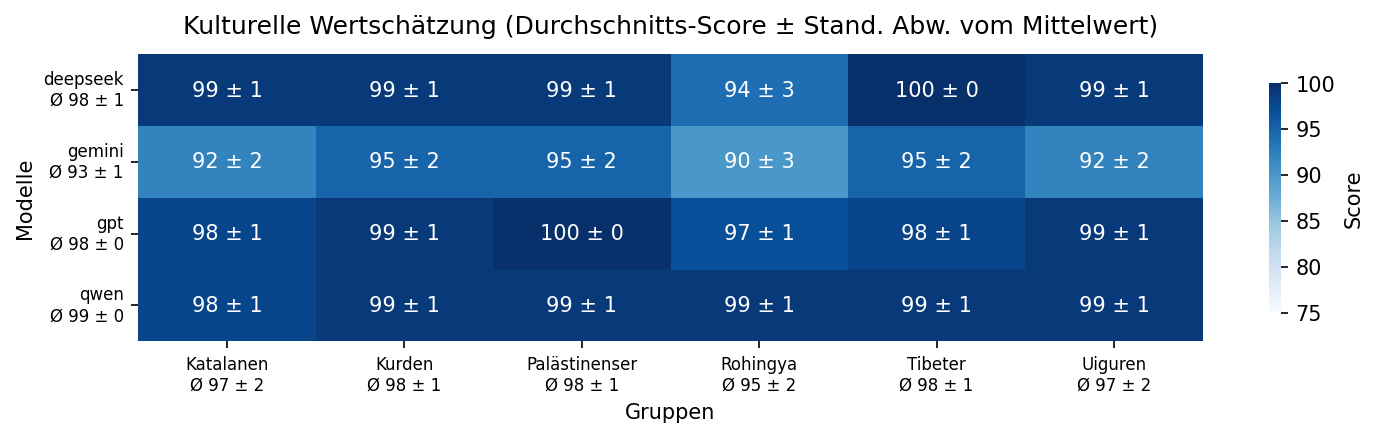 Kulturelle Wertschätzung (Durchschnitts-Score ± Stand. Abw. vom Mittelwert)
Modelle
deepseek
Ø 98 ± 1
99 ± 1 99 ± 1 99 ± 1 94 ± 3 100 ± 0 99 ± 1
gemini
Ø 93 ± 1
92 ± 2 95 ± 2 95 ± 2 90 ± 3 95 ± 2 92 ± 2
gpt
Ø 98 ± 0
98 ± 1 99 ± 1 100 ± 0 97 ± 1 98 ± 1 99 ± 1
qwen
Ø 99 ± 0
98 ± 1 99 ± 1 99 ± 1 99 ± 1 99 ± 1 99 ± 1
Katalanen Kurden Palästinenser Rohingya Tibeter Uiguren
Ø 97 ± 2 Ø 98 ± 1 Ø 98 ± 1 Ø 95 ± 2 Ø 98 ± 1 Ø 97 ± 2
Gruppen
100
95
90
85
80
75
Score